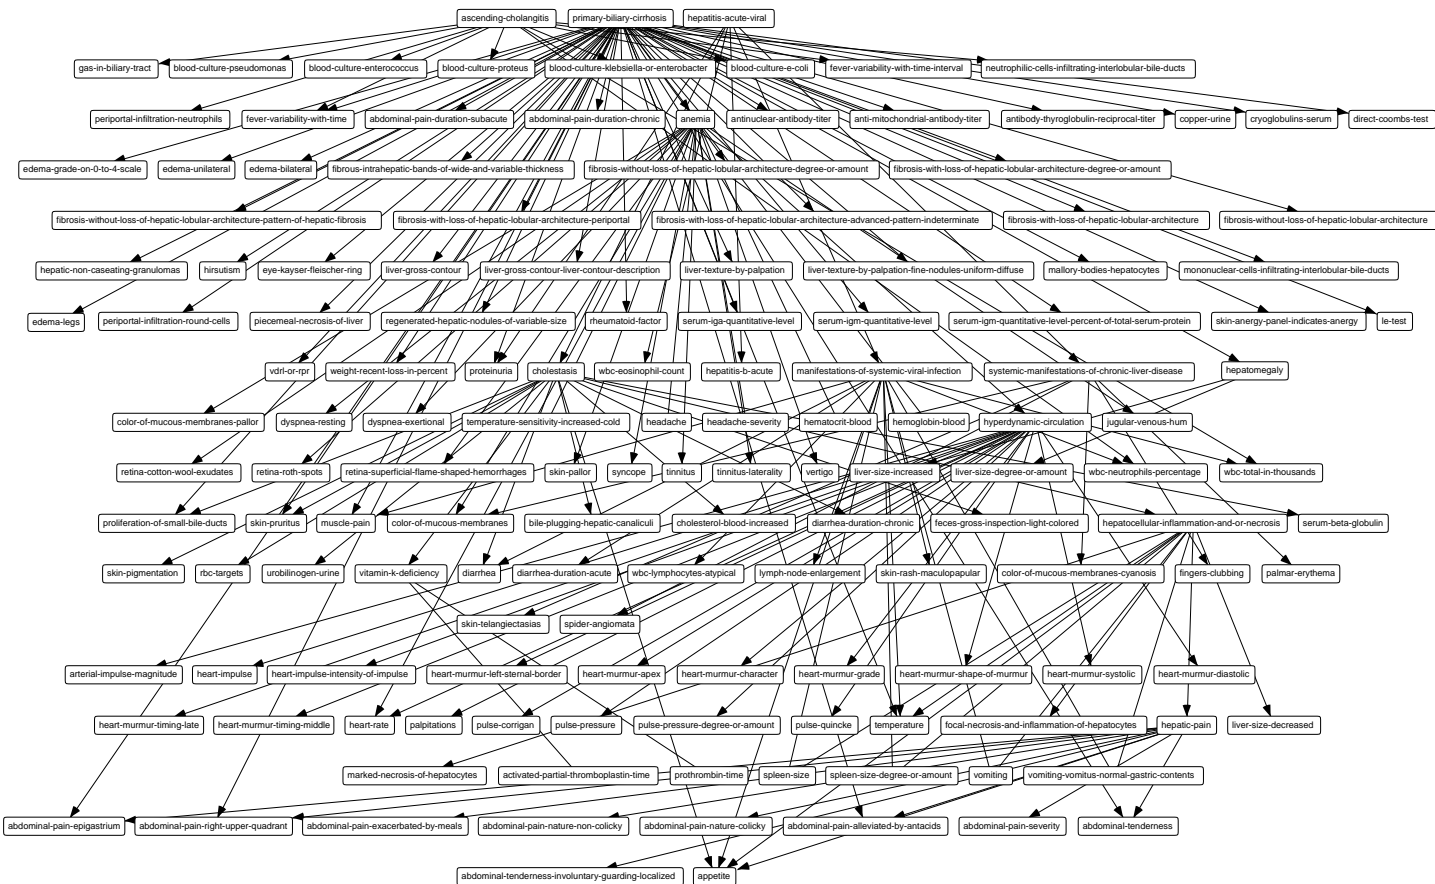 ascending-cholangitis primary-biliary-cirrhosis hepatitis-acute-viral
gas-in-biliary-tract blood-culture-pseudomonas blood-culture-enterococcus blood-culture-proteus blood-culture-klebsiella-or-enterobacter blood-culture-e-coli fever-variability-with-time-interval neutrophilic-cells-infiltrating-interlobular-bile-ducts
periportal-infiltration-neutrophils fever-variability-with-time abdominal-pain-duration-subacute abdominal-pain-duration-chronic anemia antinuclear-antibody-titer anti-mitochondrial-antibody-titer antibody-thyroglobulin-reciprocal-titer copper-urine cryoglobulins-serum direct-coombs-test
edema-grade-on-0-to-4-scale edema-unilateral edema-bilateral fibrous-intrahepatic-bands-of-wide-and-variable-thickness fibrosis-without-loss-of-hepatic-lobular-architecture-degree-or-amount fibrosis-with-loss-of-hepatic-lobular-architecture-degree-or-amount
fibrosis-without-loss-of-hepatic-lobular-architecture-pattern-of-hepatic-fibrosis fibrosis-with-loss-of-hepatic-lobular-architecture-periportal fibrosis-with-loss-of-hepatic-lobular-architecture-advanced-pattern-indeterminate fibrosis-with-loss-of-hepatic-lobular-architecture fibrosis-without-loss-of-hepatic-lobular-architecture
hepatic-non-caseating-granulomas hirsutism eye-kayser-fleischer-ring liver-gross-contour liver-gross-contour-liver-contour-description liver-texture-by-palpation liver-texture-by-palpation-fine-nodules-uniform-diffuse mallory-bodies-hepatocytes mononuclear-cells-infiltrating-interlobular-bile-ducts
edema-legs periportal-infiltration-round-cells piecemeal-necrosis-of-liver regenerated-hepatic-nodules-of-variable-size rheumatoid-factor serum-iga-quantitative-level serum-igm-quantitative-level serum-igm-quantitative-level-percent-of-total-serum-protein skin-anergy-panel-indicates-anergy le-test
vdrl-or-rpr weight-recent-loss-in-percent proteinuria cholestasis wbc-eosinophil-count hepatitis-b-acute manifestations-of-systemic-viral-infection systemic-manifestations-of-chronic-liver-disease hepatomegaly
color-of-mucous-membranes-pallor dyspnea-resting dyspnea-exertional temperature-sensitivity-increased-cold headache headache-severity hematocrit-blood hemoglobin-blood hyperdynamic-circulation jugular-venous-hum
retina-cotton-wool-exudates retina-roth-spots retina-superficial-flame-shaped-hemorrhages skin-pallor syncope tinnitus tinnitus-laterality vertigo liver-size-increased liver-size-degree-or-amount wbc-neutrophils-percentage wbc-total-in-thousands
proliferation-of-small-bile-ducts skin-pruritus muscle-pain color-of-mucous-membranes bile-plugging-hepatic-canaliculi cholesterol-blood-increased diarrhea-duration-chronic feces-gross-inspection-light-colored hepatocellular-inflammation-and-or-necrosis serum-beta-globulin
skin-pigmentation rbc-targets urobilinogen-urine vitamin-k-deficiency diarrhea diarrhea-duration-acute wbc-lymphocytes-atypical lymph-node-enlargement skin-rash-maculopapular color-of-mucous-membranes-cyanosis fingers-clubbing palmar-erythema
skin-telangiectasias spider-angiomata
arterial-impulse-magnitude heart-impulse heart-impulse-intensity-of-impulse heart-murmur-left-sternal-border heart-murmur-apex heart-murmur-character heart-murmur-grade heart-murmur-shape-of-murmur heart-murmur-systolic heart-murmur-diastolic
heart-murmur-timing-late heart-murmur-timing-middle heart-rate palpitations pulse-corrigan pulse-pressure pulse-pressure-degree-or-amount pulse-quincke temperature focal-necrosis-and-inflammation-of-hepatocytes hepatic-pain liver-size-decreased
marked-necrosis-of-hepatocytes activated-partial-thromboplastin-time prothrombin-time spleen-size spleen-size-degree-or-amount vomiting vomiting-vomitus-normal-gastric-contents
abdominal-pain-epigastrium abdominal-pain-right-upper-quadrant abdominal-pain-exacerbated-by-meals abdominal-pain-nature-non-colicky abdominal-pain-nature-colicky abdominal-pain-alleviated-by-antacids abdominal-pain-severity abdominal-tenderness
abdominal-tenderness-involuntary-guarding-localized appetite